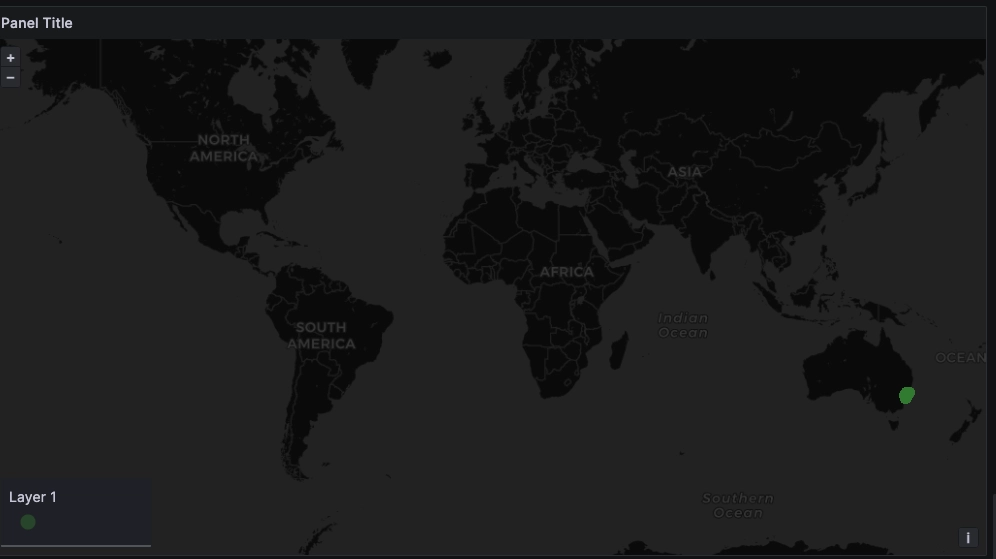 Panel Title
+
−
NORTH
AMERICA
ASIA
AFRICA
Indian
Ocean
SOUTH
AMERICA
OCEAN
Layer 1
Southern
Ocean
i